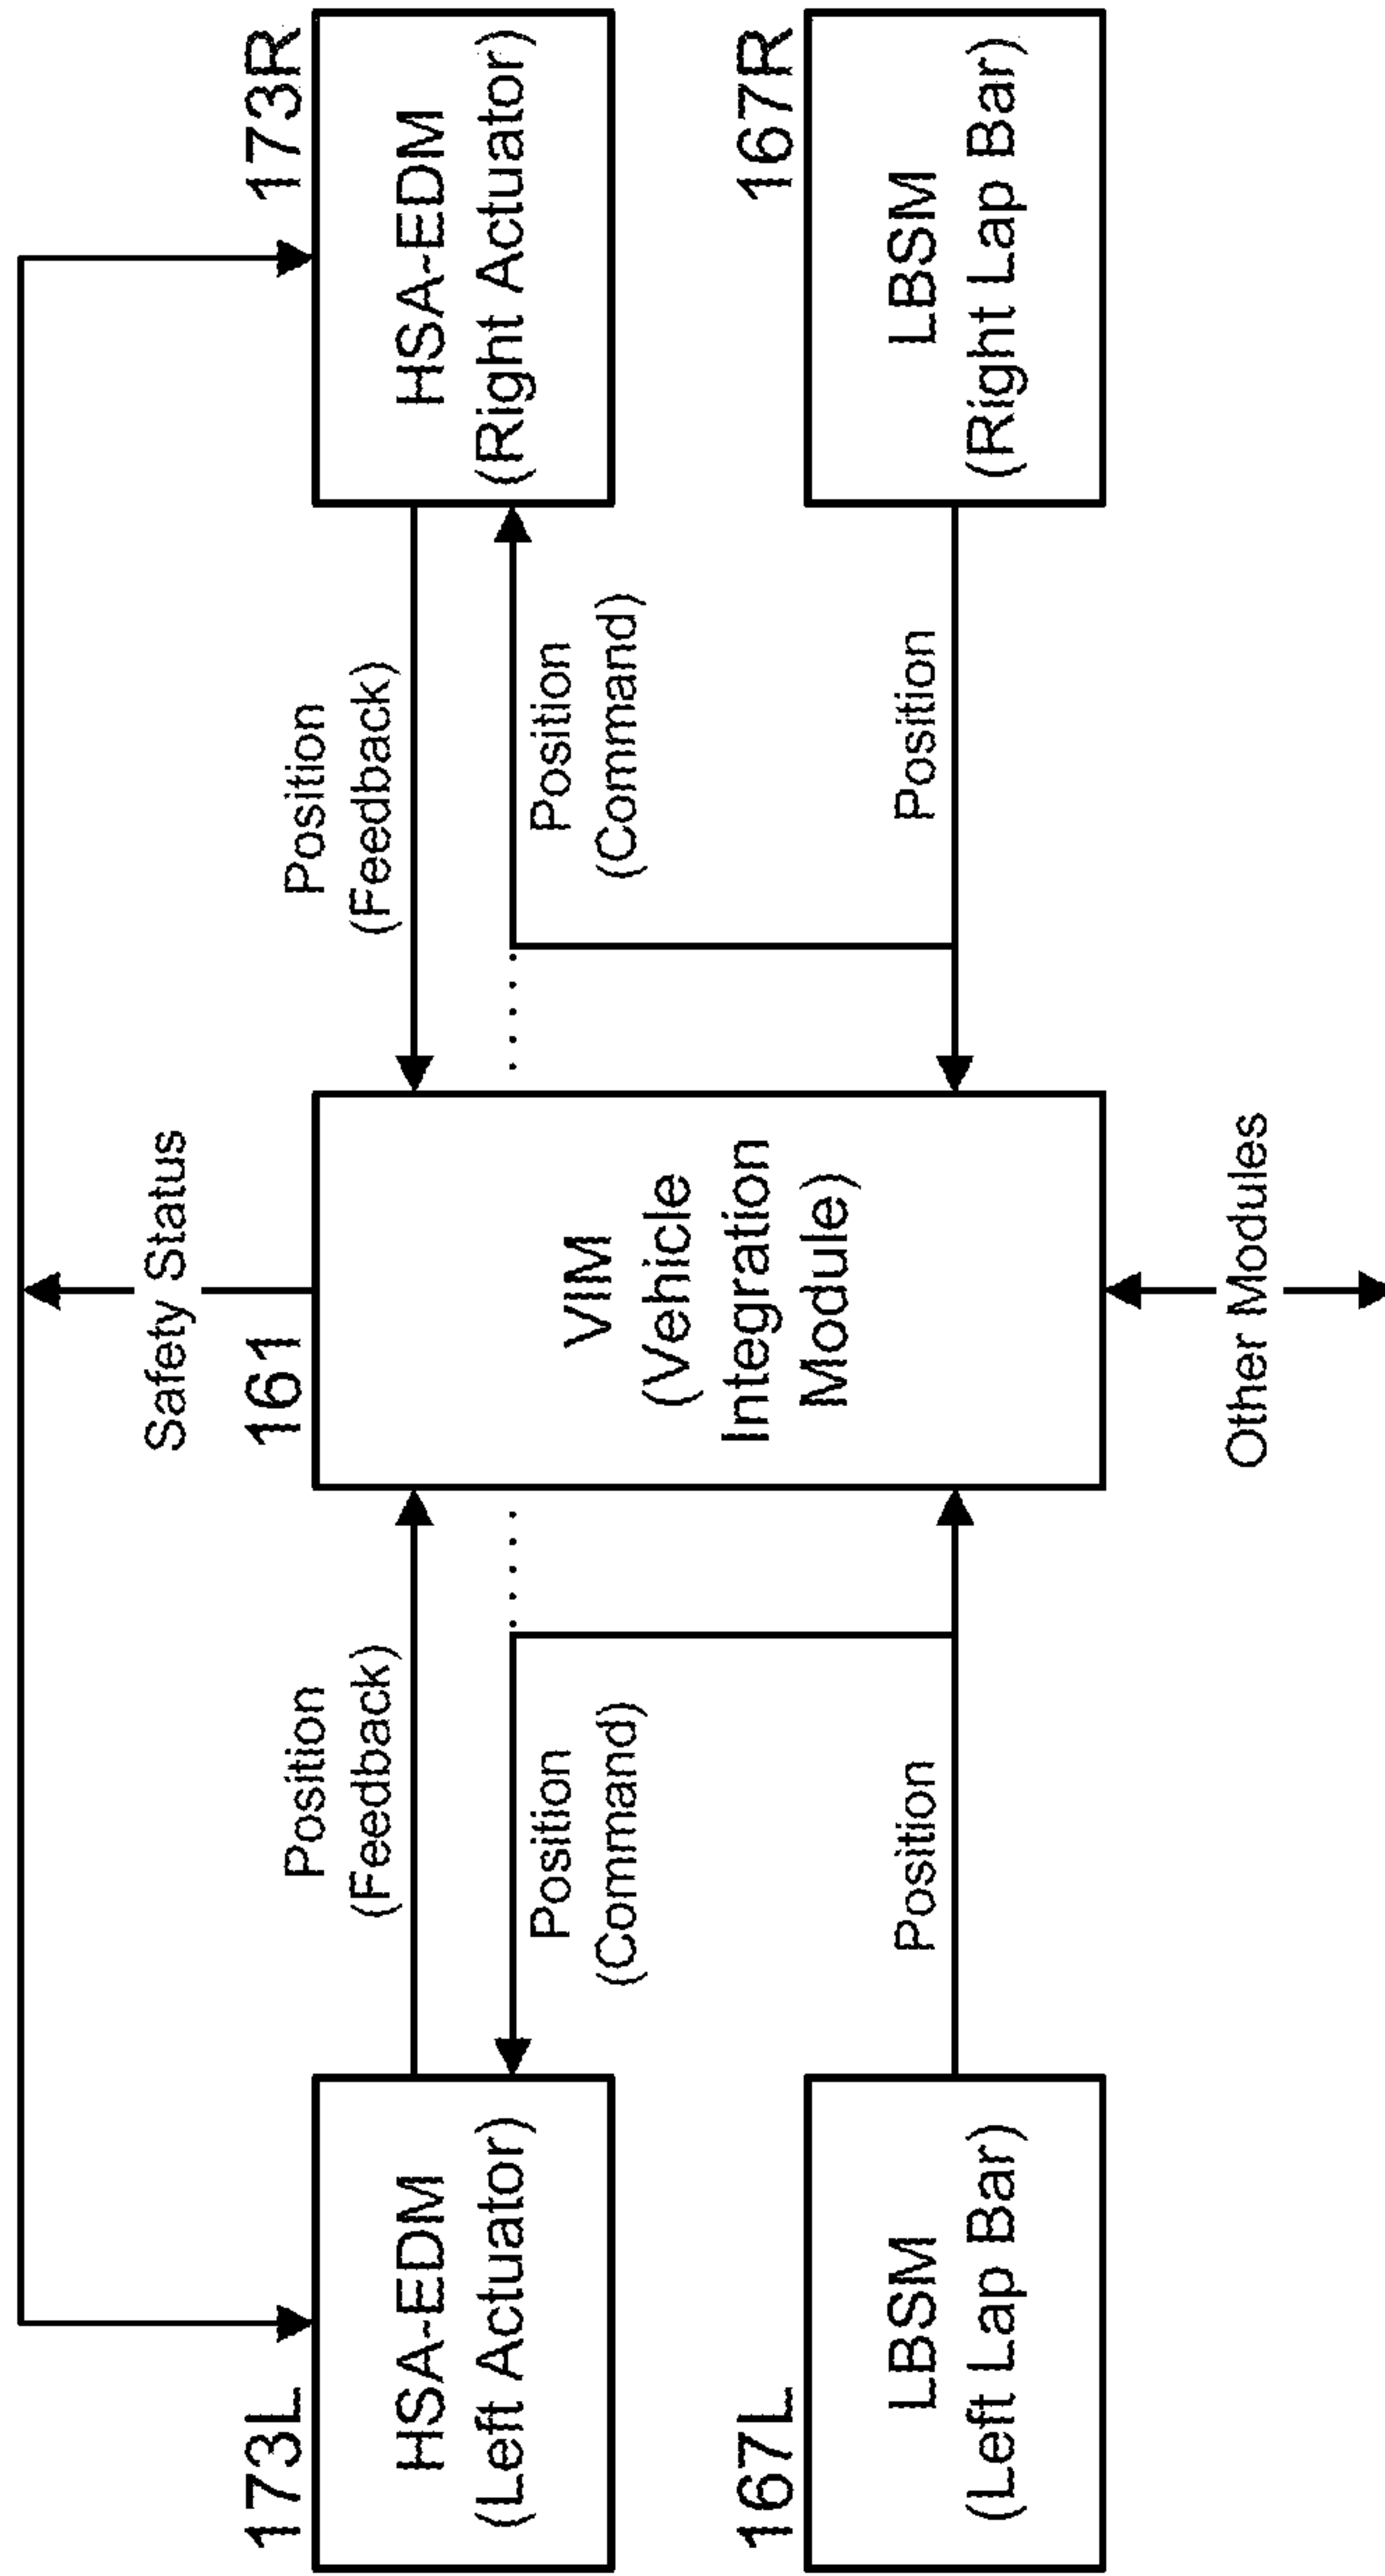 Safety Status
173L
161
173R
HSA-EDM
(Left Actuator)
Position
(Feedback)
Position
(Command)
VIM
(Vehicle
Integration
Module)
Position
(Feedback)
Position
(Command)
HSA-EDM
(Right Actuator)
167L
167R
LBSM
(Left Lap Bar)
Position
Position
LBSM
(Right Lap Bar)
Other Modules